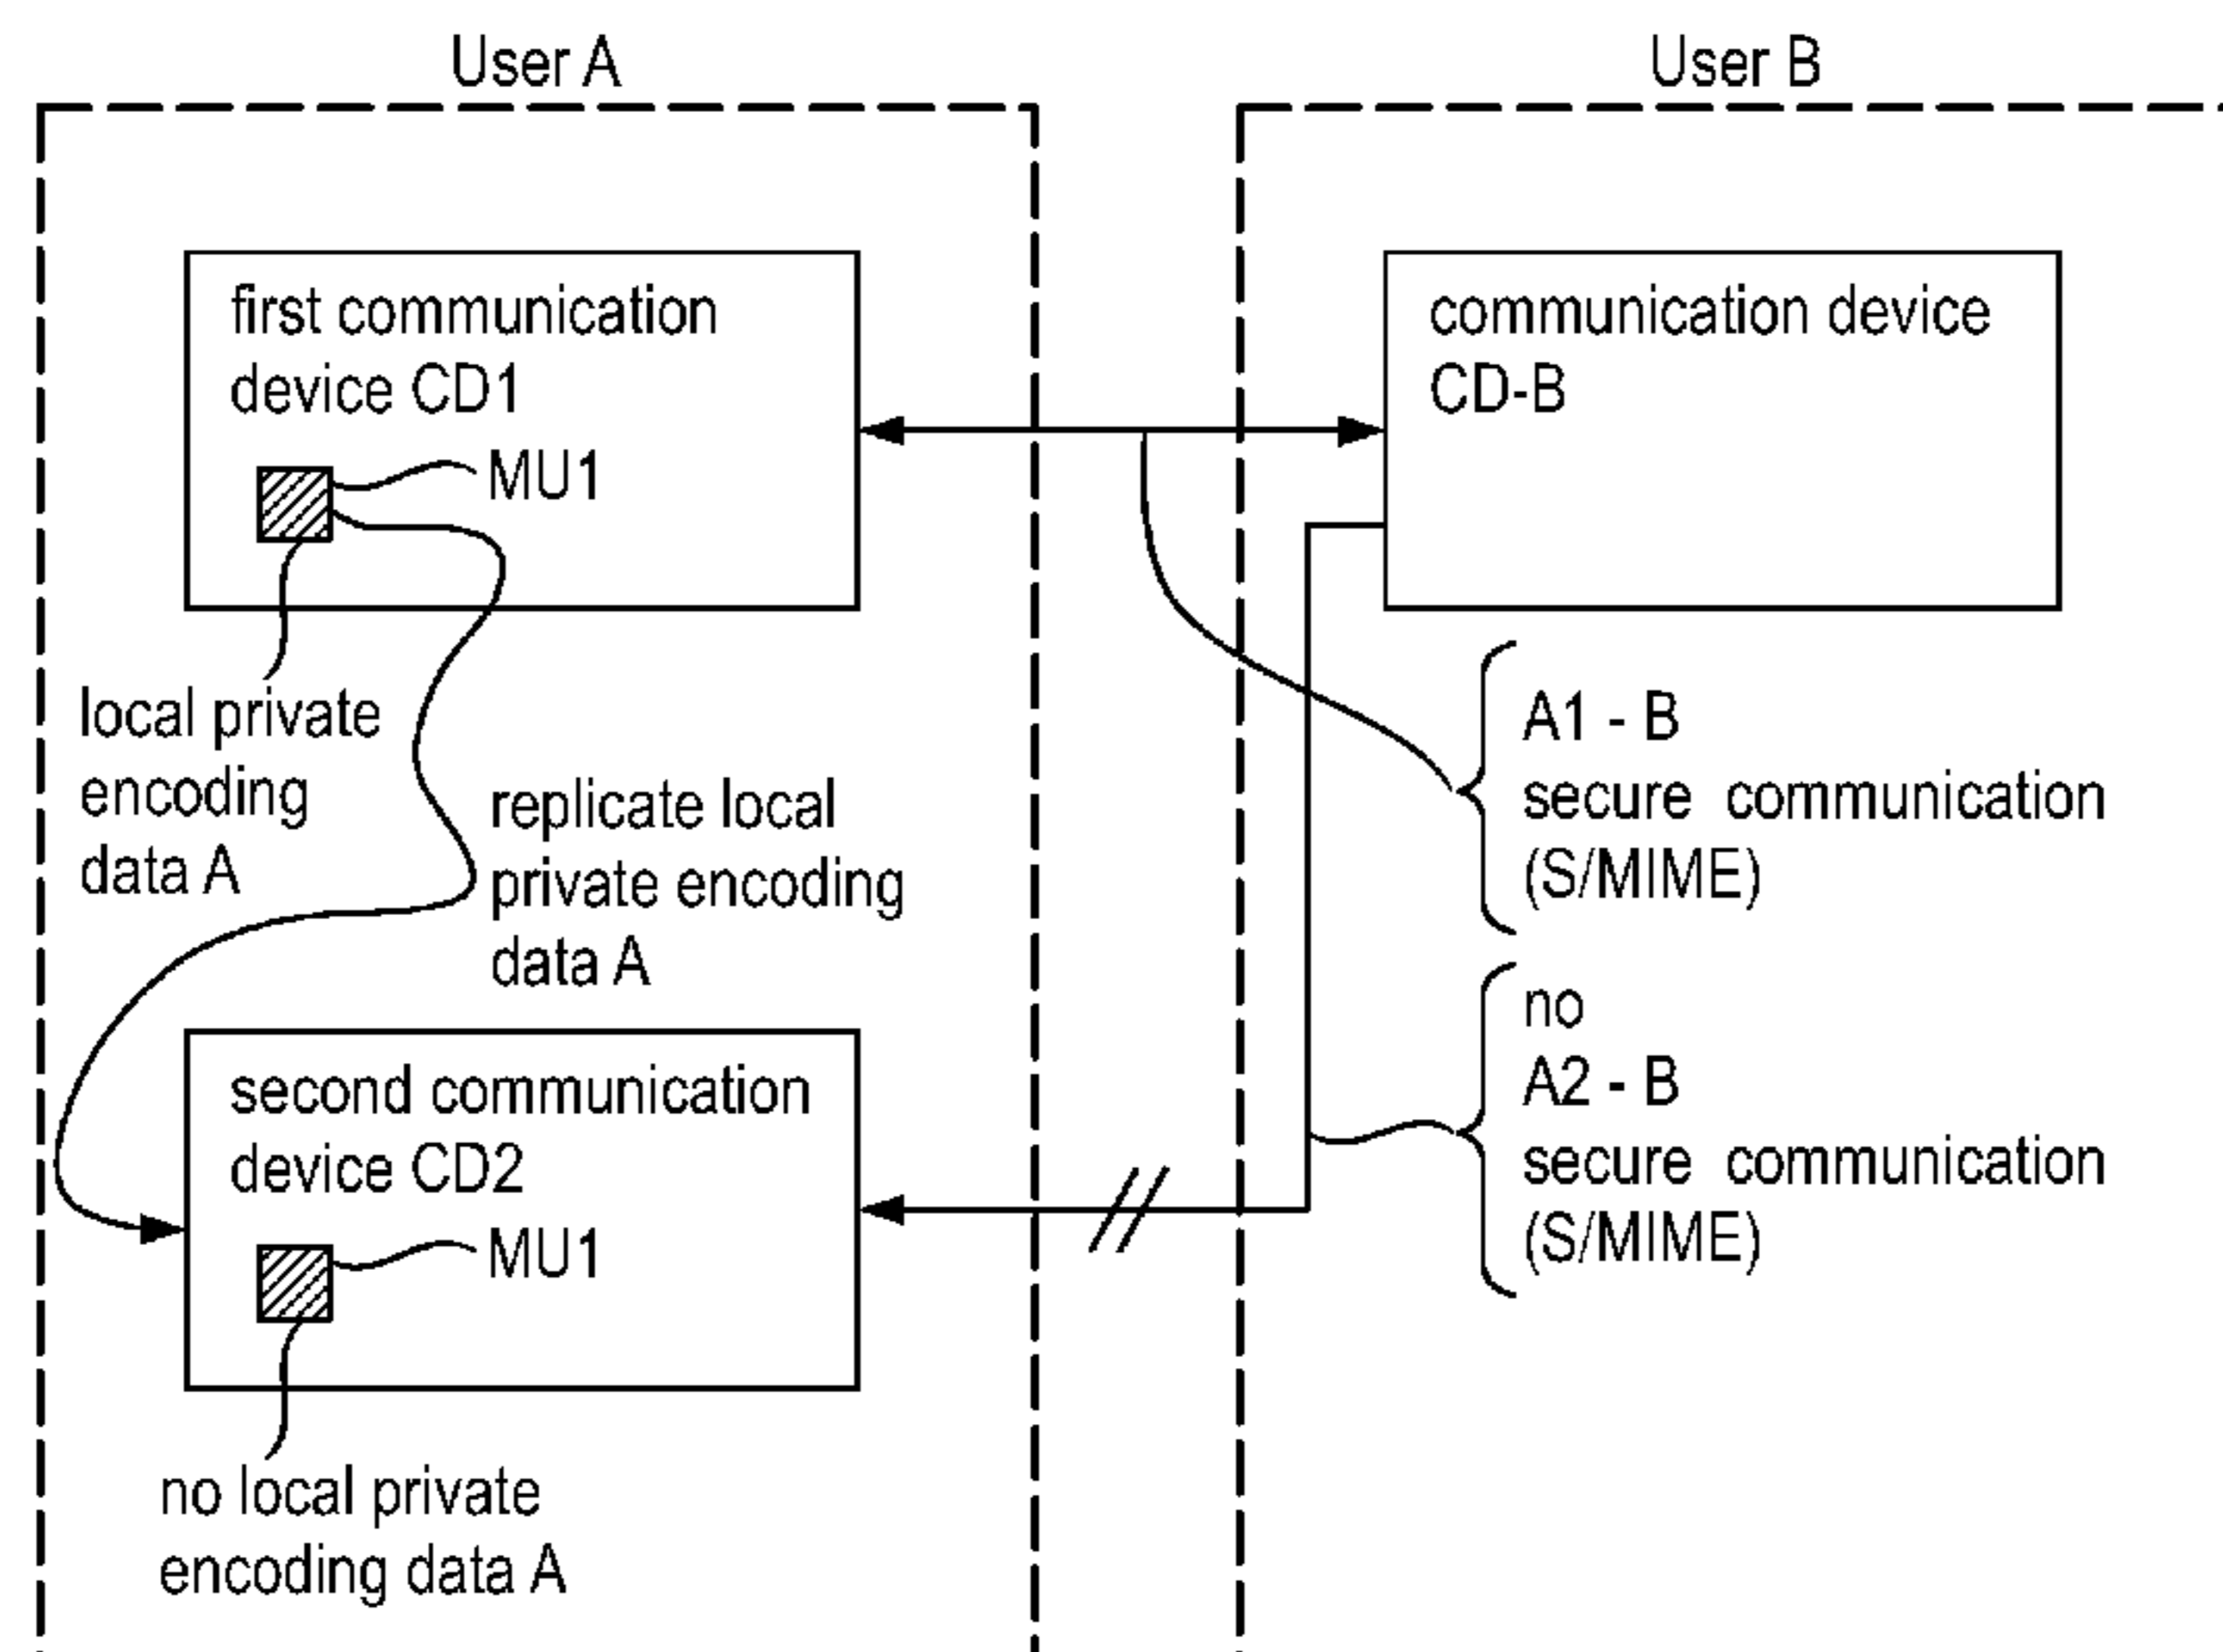 User A
User B
first communication
device CD1
MU1
communication device
CD-B
local private
encoding
data A
replicate local
private encoding
data A
A1 - B
secure communication
(S/MIME)
no
A2 - B
secure communication
(S/MIME)
second communication
device CD2
MU1
no local private
encoding data A